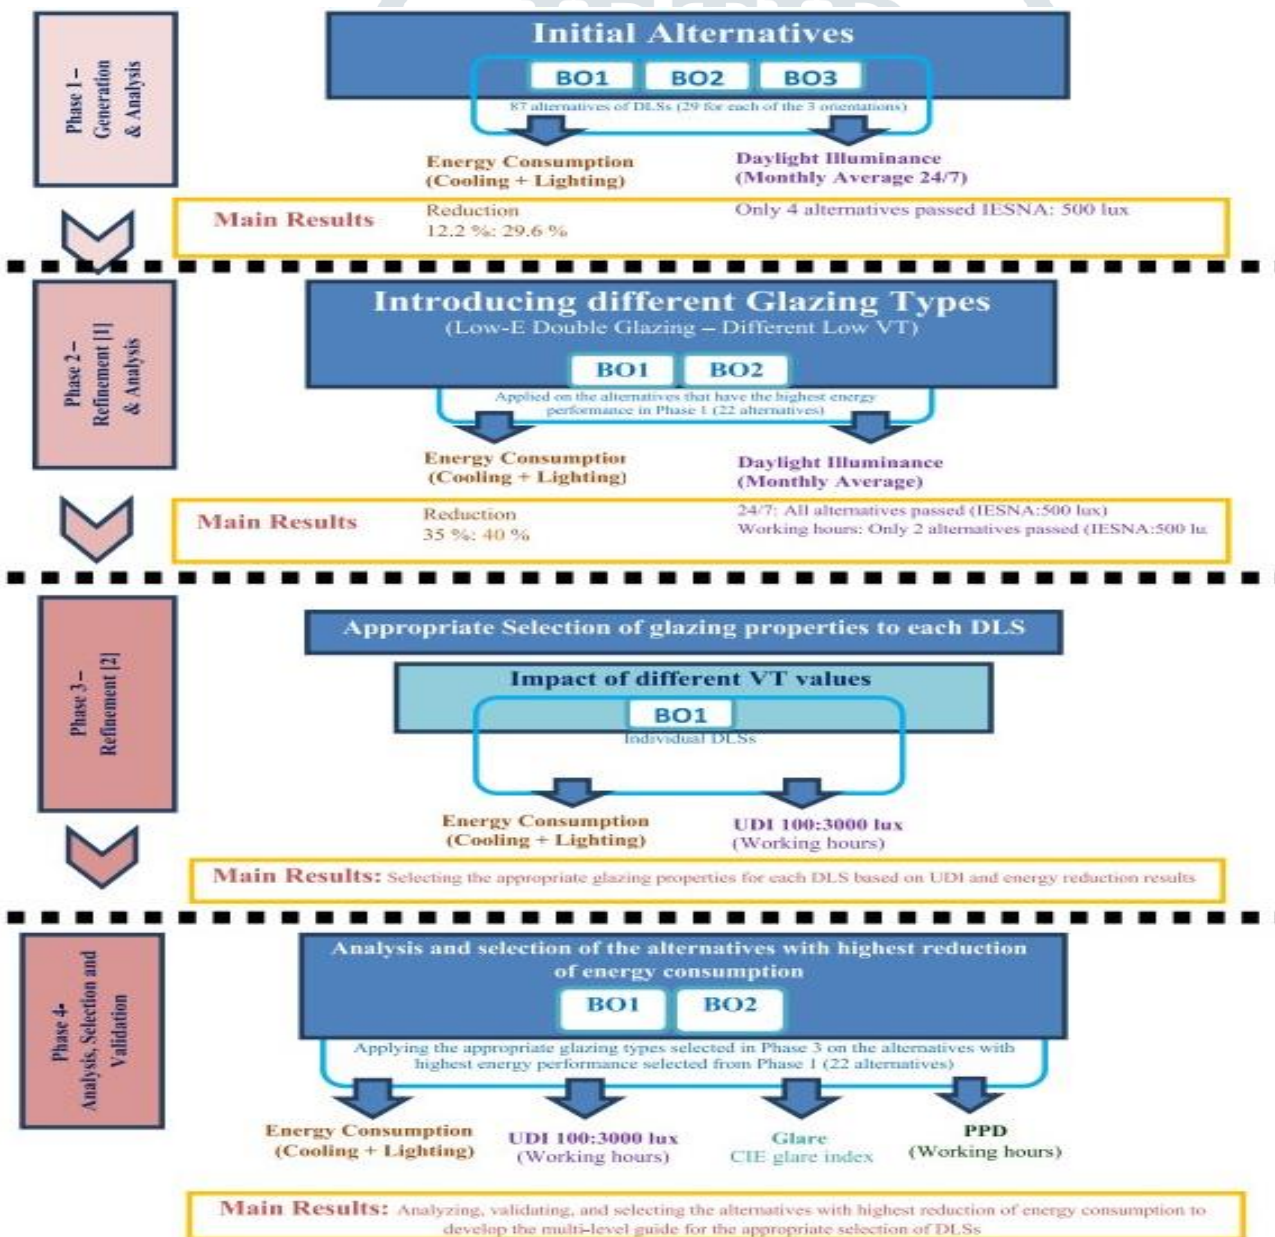 Phase 1 –
Generation
& Analysis
Initial Alternatives
BO1 BO2 BO3
87 alternatives of DLSs (29 for each of the 3 orientations)
Energy Consumption
(Cooling + Lighting)
Daylight Illuminance
(Monthly Average 24/7)
Main Results
Reduction
12.2 %: 29.6 %
Only 4 alternatives passed IESNA: 500 lux
Phase 2 –
Refinement [1]
& Analysis
Introducing different Glazing Types
(Low-E Double Glazing – Different Low VT)
BO1 BO2
Applied on the alternatives that have the highest energy
performance in Phase 1 (22 alternatives)
Energy Consumption
(Cooling + Lighting)
Daylight Illuminance
(Monthly Average)
Main Results
Reduction
35 %: 40 %
24/7: All alternatives passed (IESNA:500 lux)
Working hours: Only 2 alternatives passed (IESNA:500 lu
Phase 3 –
Refinement [2]
Appropriate Selection of glazing properties to each DLS
Impact of different VT values
BO1
Individual DLSs
Energy Consumption
(Cooling + Lighting)
UDI 100:3000 lux
(Working hours)
Main Results: Selecting the appropriate glazing properties for each DLS based on UDI and energy reduction results
Phase 4-
Analysis, Selection and
Validation
Analysis and selection of the alternatives with highest reduction
of energy consumption
BO1 BO2
Applying the appropriate glazing types selected in Phase 3 on the alternatives with
highest energy performance selected from Phase 1 (22 alternatives)
Energy Consumption
(Cooling + Lighting)
UDI 100:3000 lux
(Working hours)
Glare
CIE glare index
PPD
(Working hours)
Main Results: Analyzing, validating, and selecting the alternatives with highest reduction of energy consumption to
develop the multi-level guide for the appropriate selection of DLSs